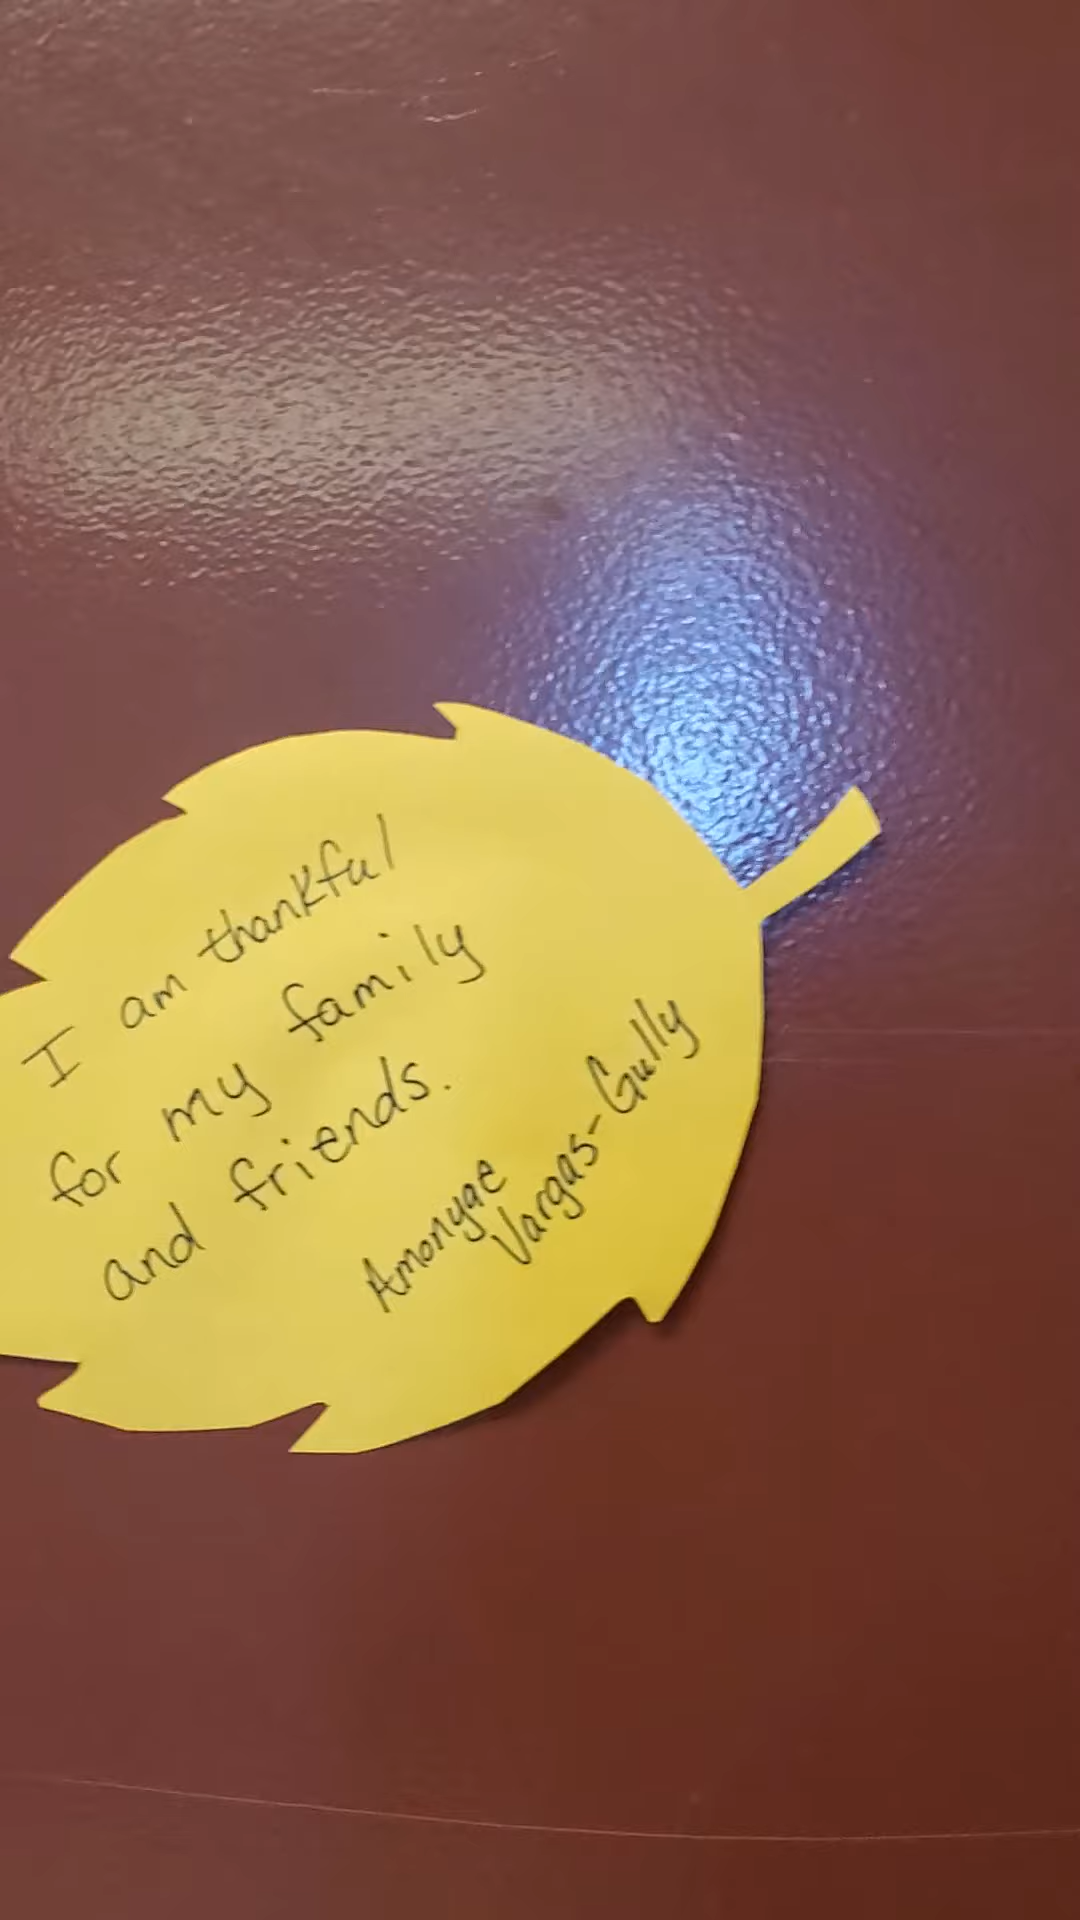 I am thankful
for my family
and friends.
Amonyae
Vargas-Gully